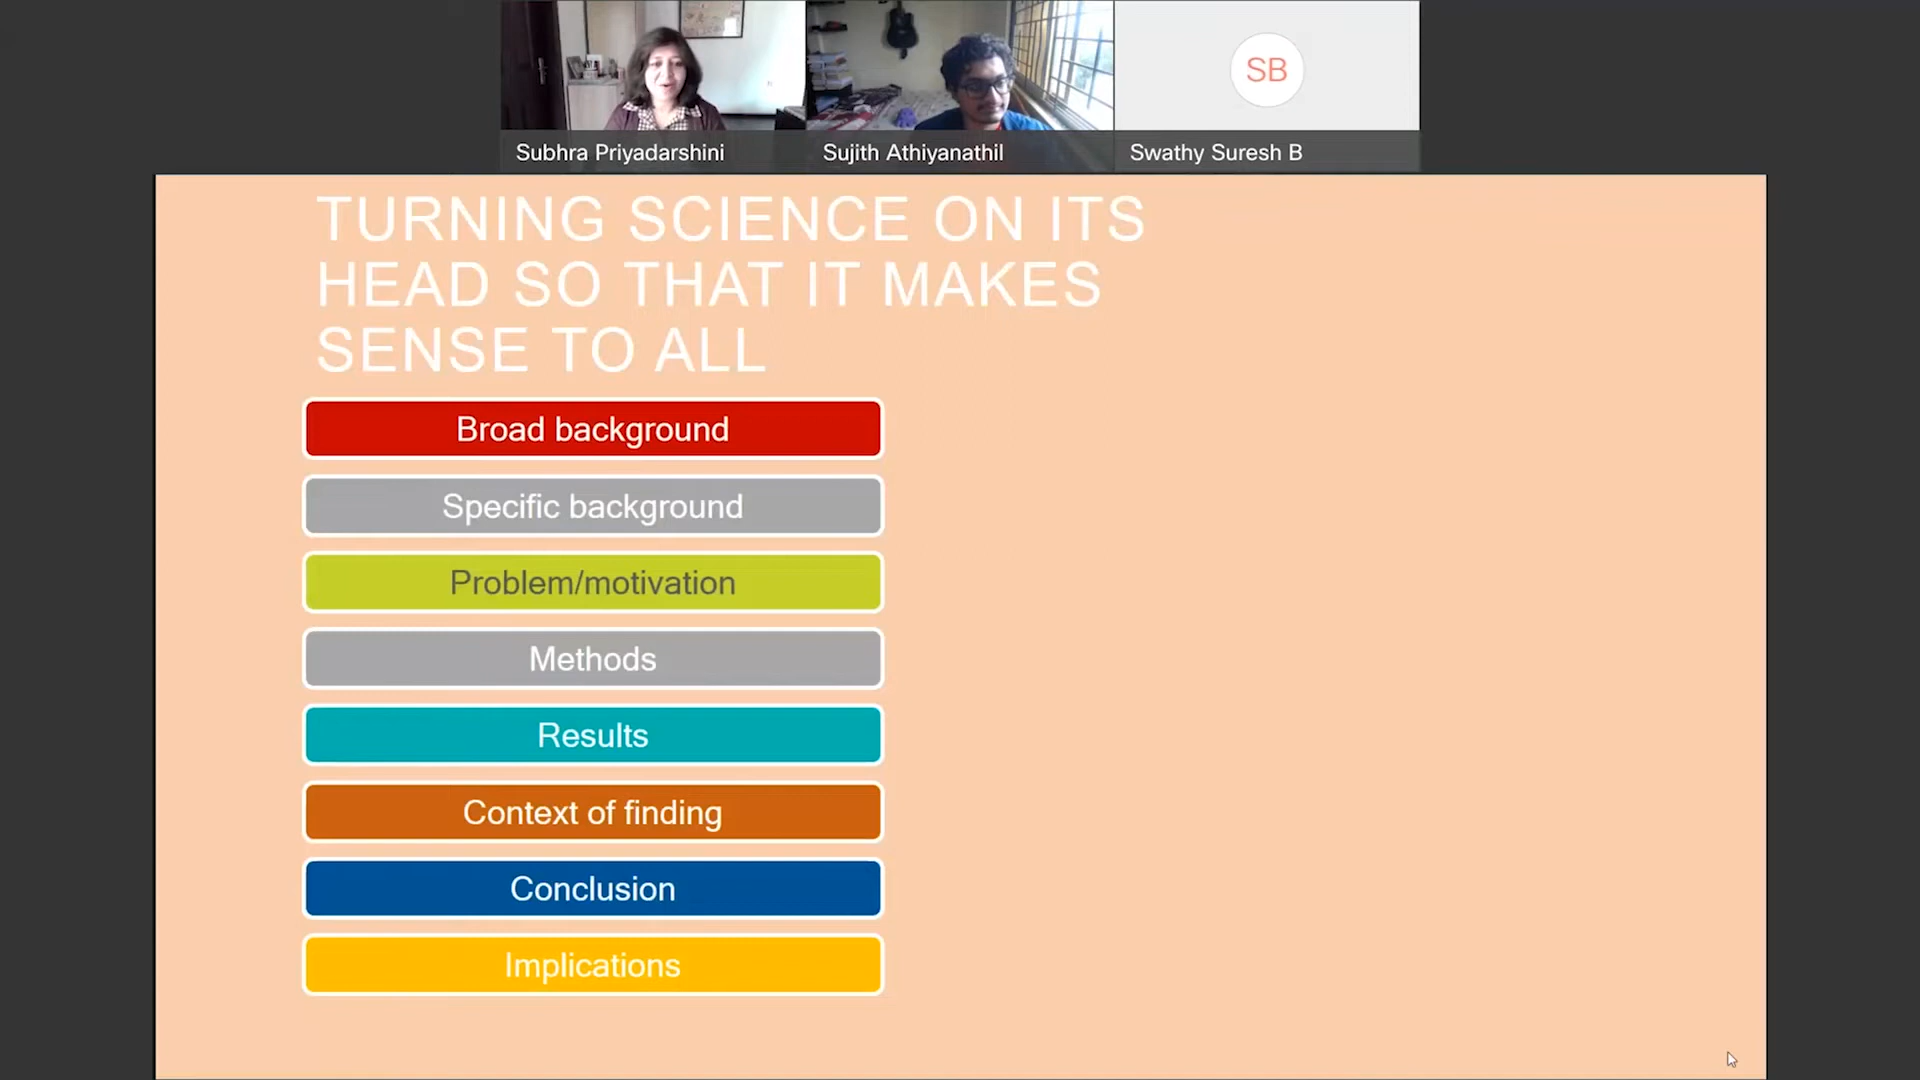 SB
Subhra Priyadarshini
Sujith Athiyanathil
Swathy Suresh B
TURNING SCIENCE ON ITS
HEAD SO THAT IT MAKES
SENSE TO ALL
Broad background
Specific background
Problem/motivation
Methods
Results
Context of finding
Conclusion
Implications